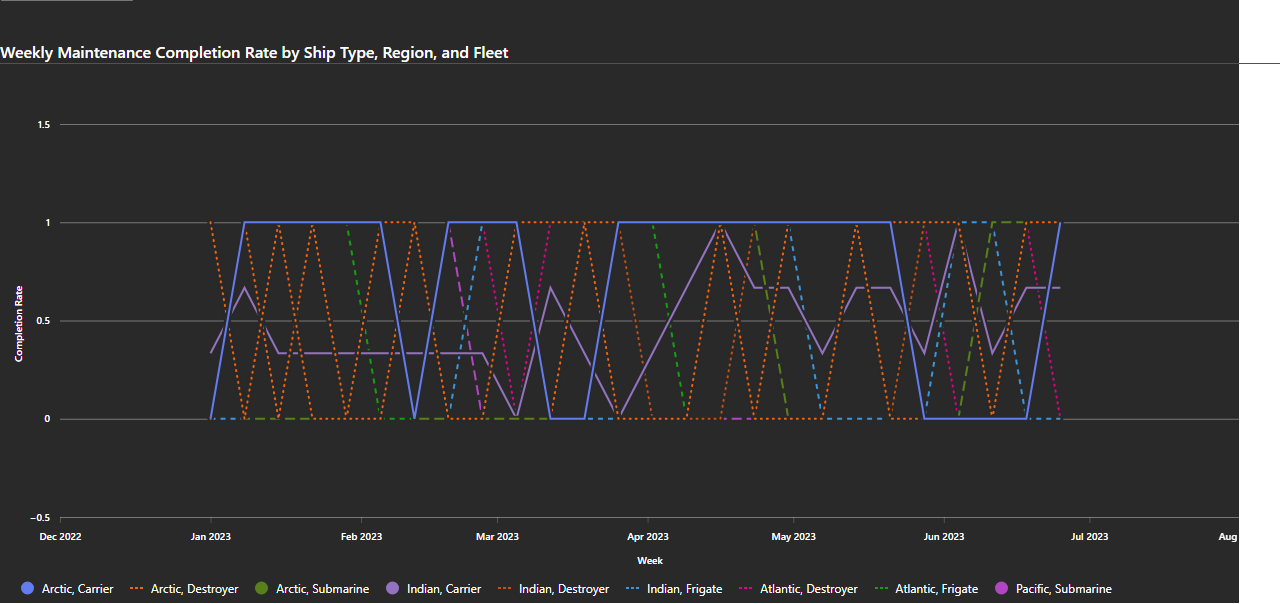 Weekly Maintenance Completion Rate by Ship Type, Region, and Fleet
1.5
1
0.5
0
−0.5
Completion Rate
Dec 2022 Jan 2023 Feb 2023 Mar 2023 Apr 2023 May 2023 Jun 2023 Jul 2023 Aug
Week
Arctic, Carrier Arctic, Destroyer Arctic, Submarine Indian, Carrier Indian, Destroyer Indian, Frigate Atlantic, Destroyer Atlantic, Frigate Pacific, Submarine